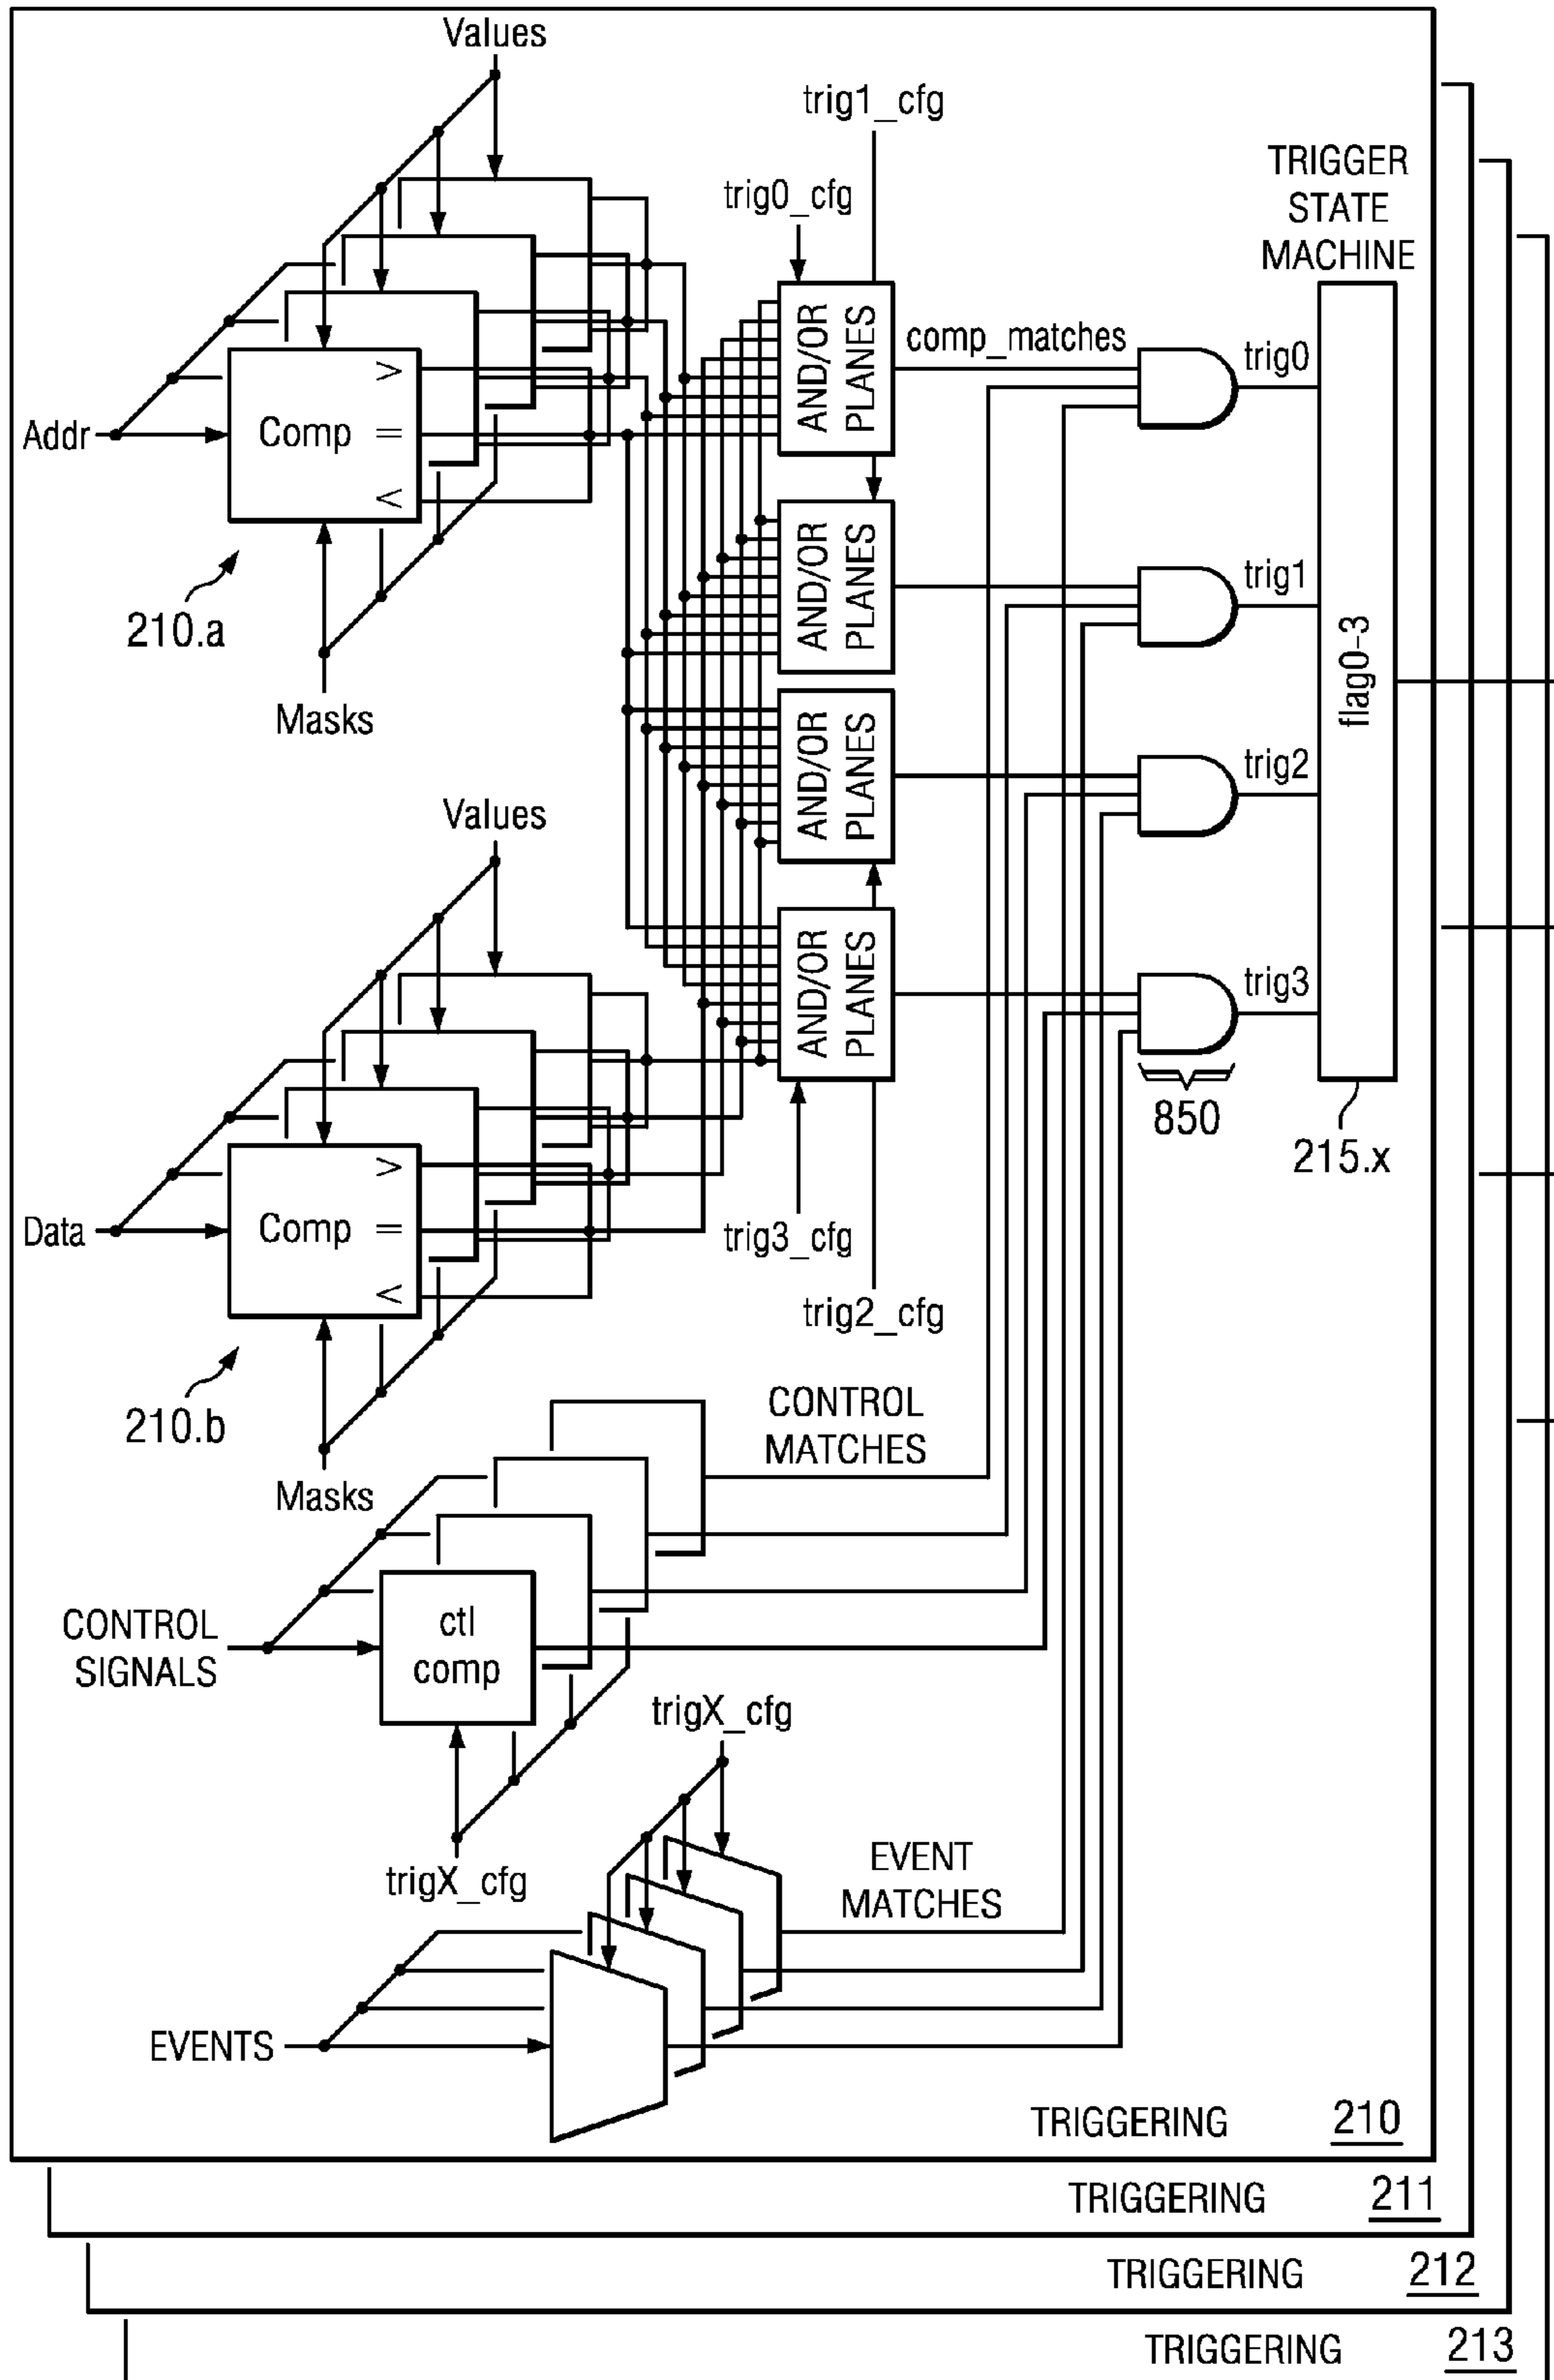 Values
trig1_cfg
trig0_cfg
TRIGGER
STATE
MACHINE
AND/OR
PLANES
comp_matches
trig0
>
Comp =
<
Addr
210.a
Masks
AND/OR
PLANES
trig1
flag0-3
AND/OR
PLANES
trig2
Values
AND/OR
PLANES
trig3
850
215.x
>
Comp =
<
Data
trig3_cfg
trig2_cfg
210.b
Masks
CONTROL
MATCHES
CONTROL
SIGNALS
ctl
comp
trigX_cfg
trigX_cfg
EVENT
MATCHES
EVENTS
TRIGGERING 210
TRIGGERING 211
TRIGGERING 212
TRIGGERING 213